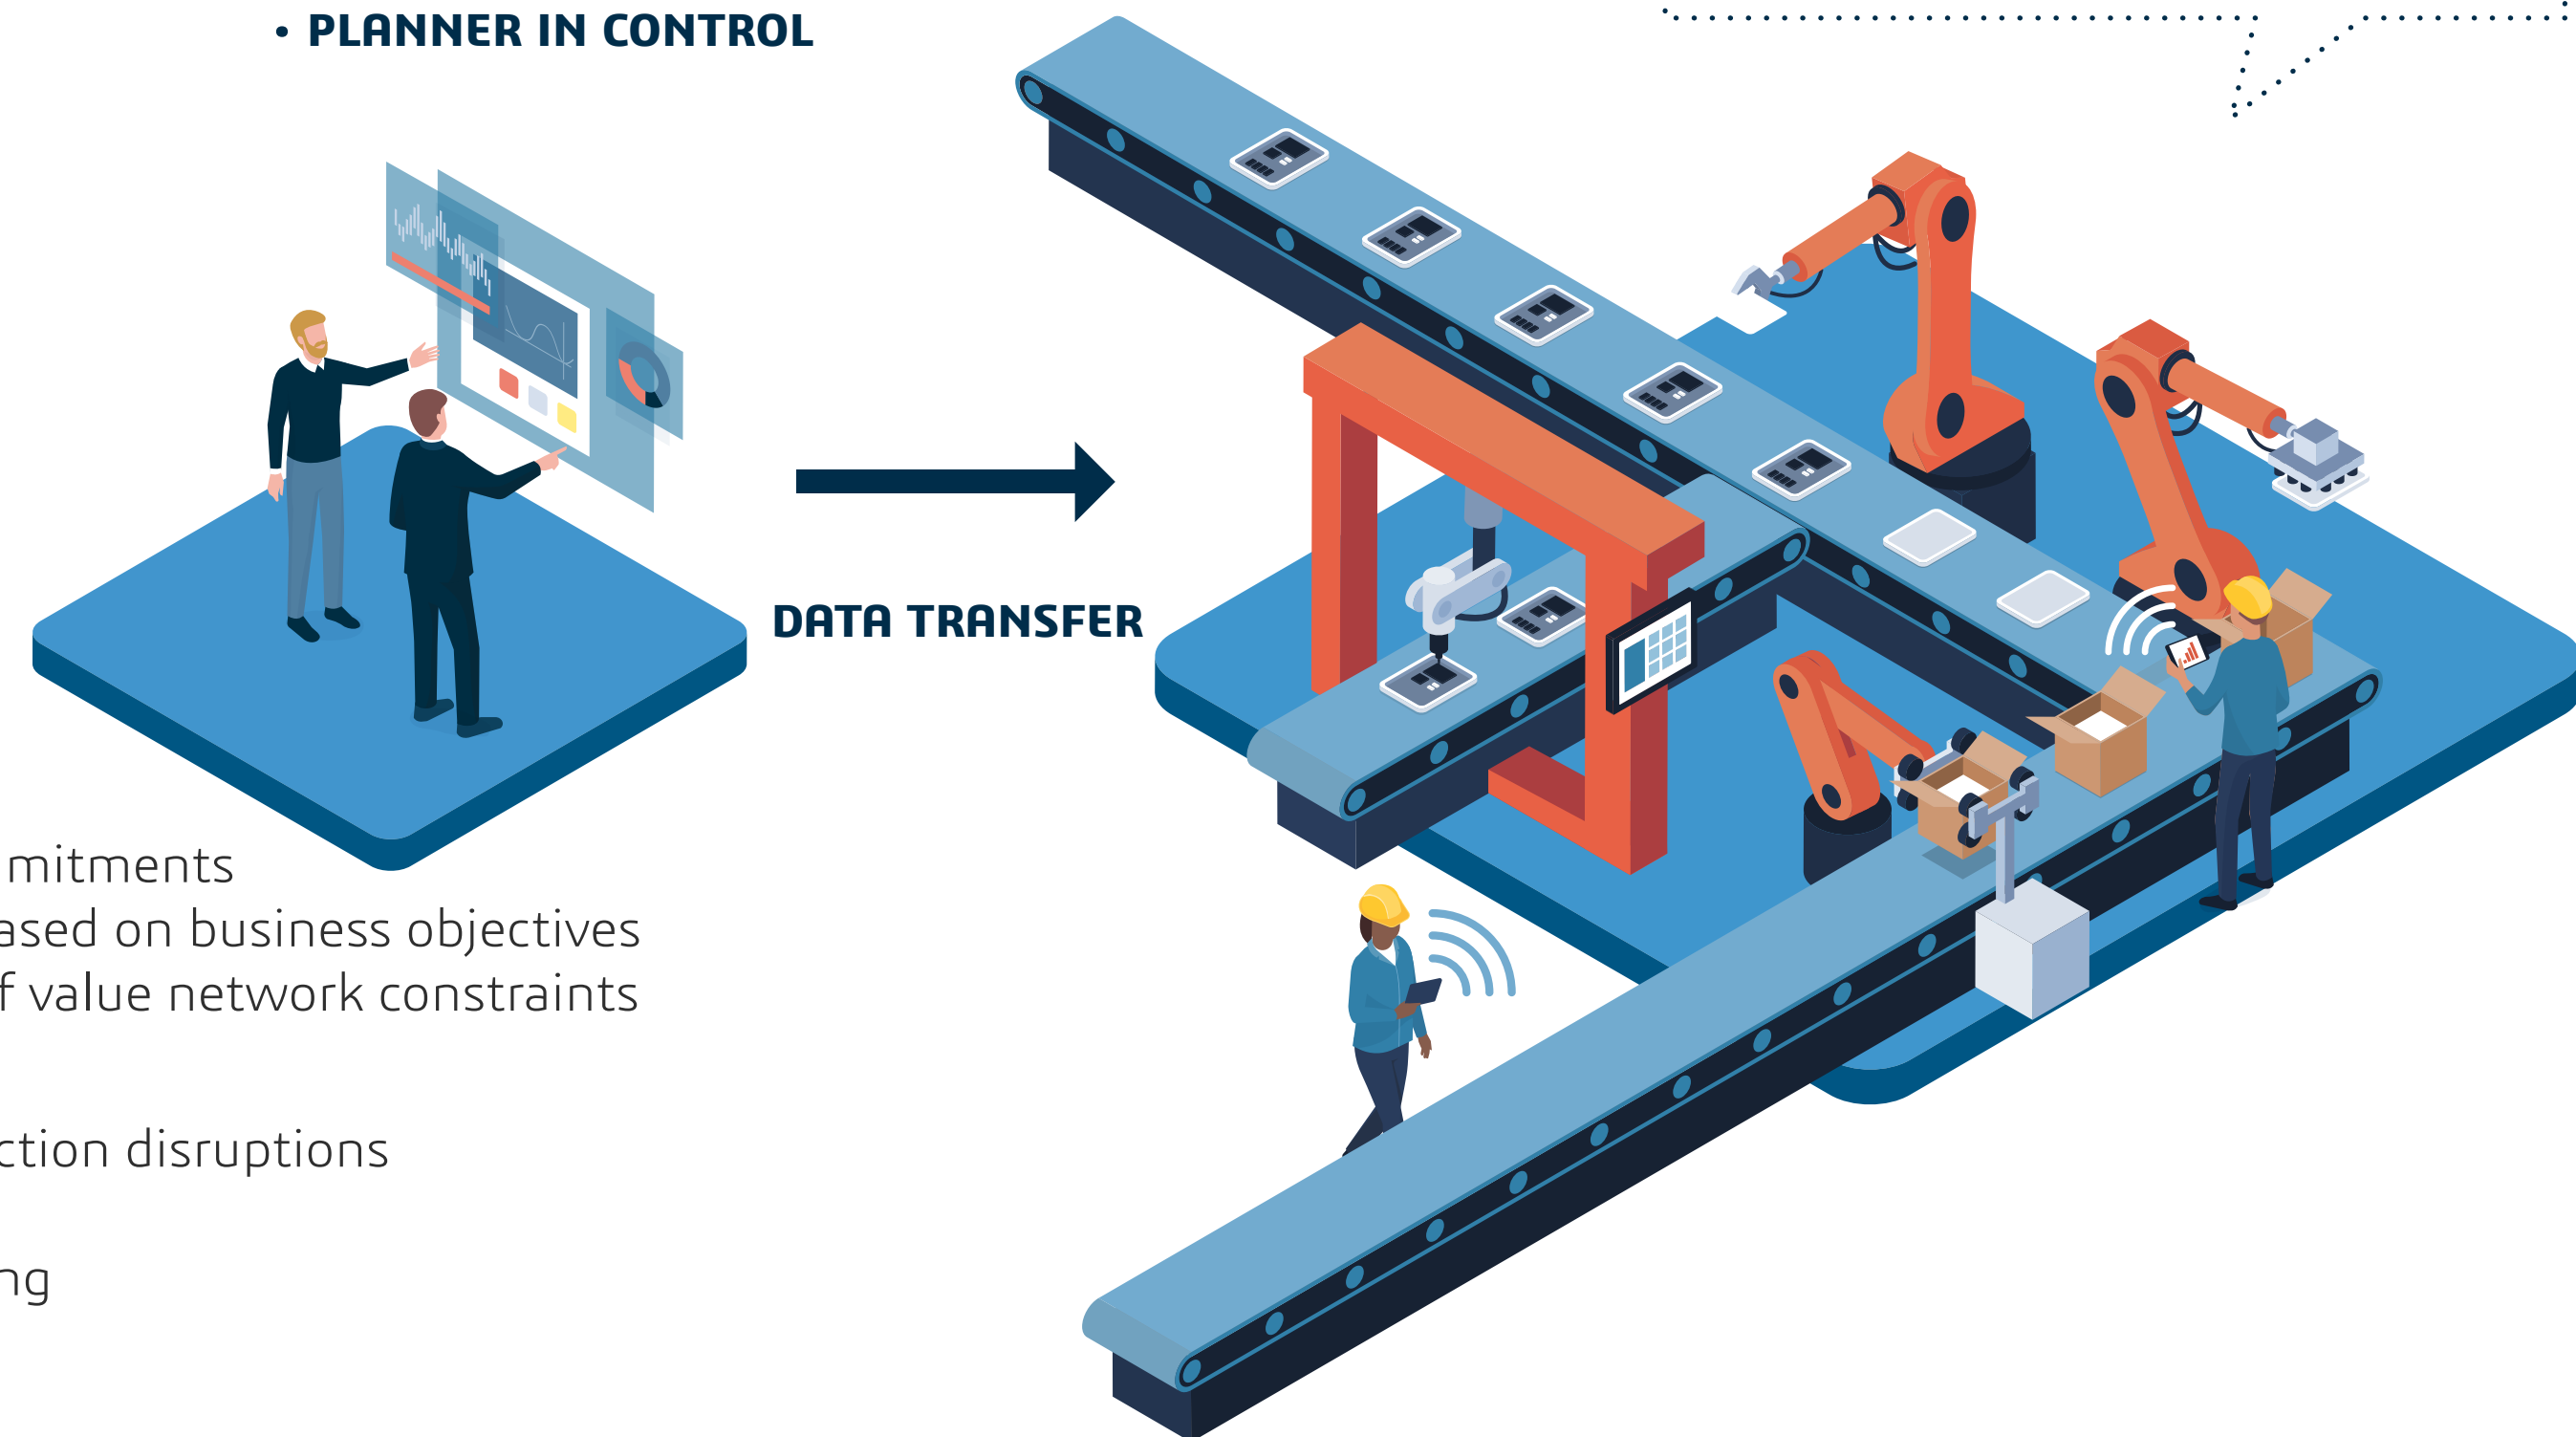 • PLANNER IN CONTROL
DATA TRANSFER
mitments
ased on business objectives
f value network constraints
ction disruptions
ng